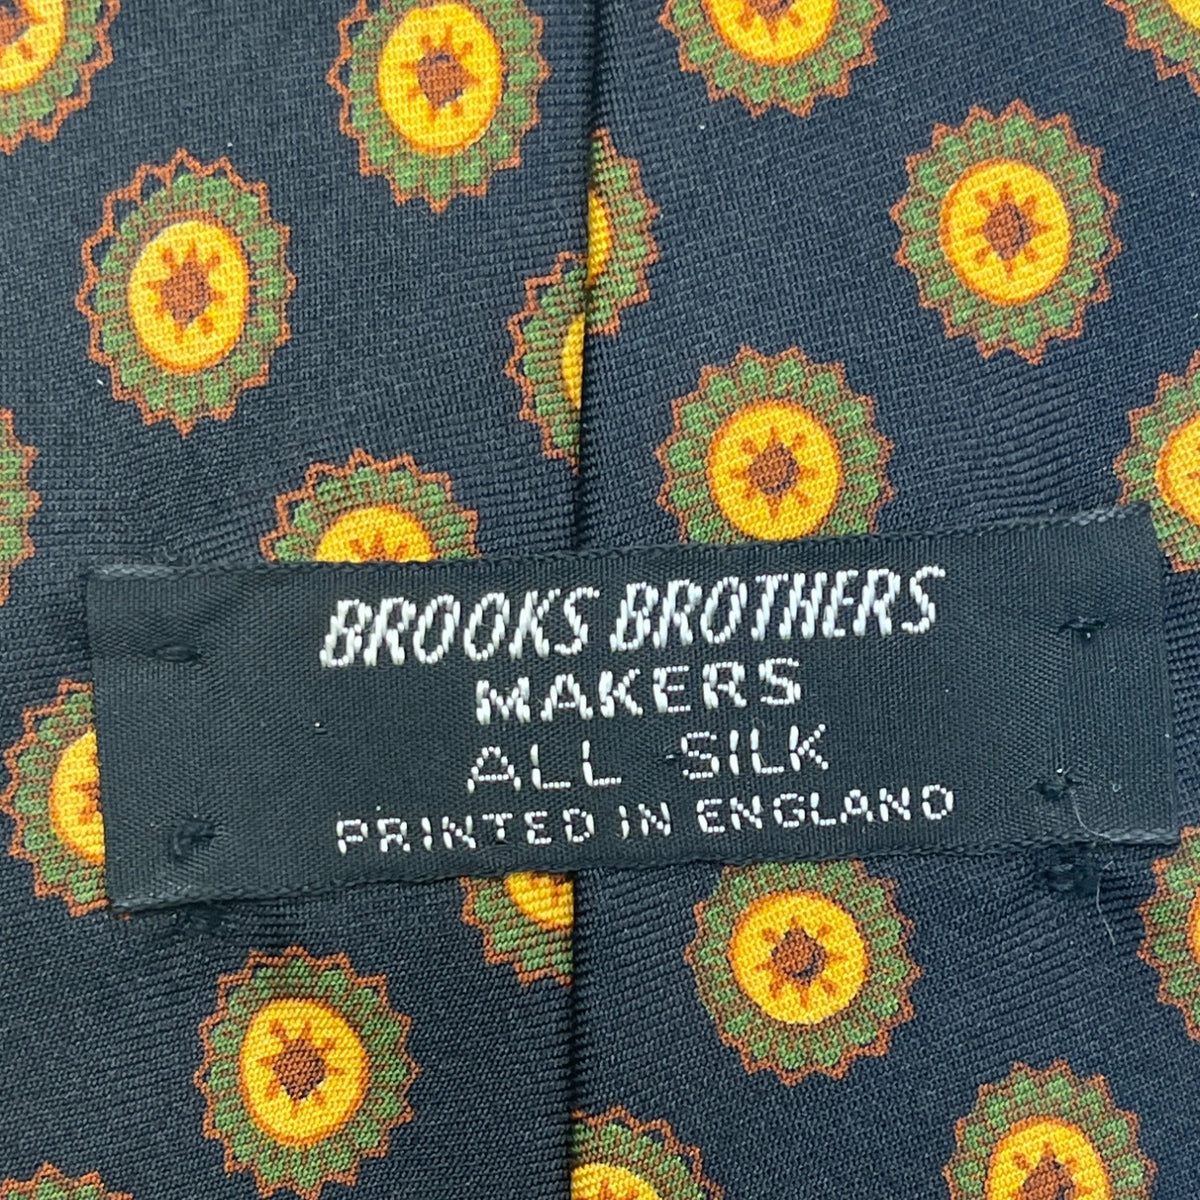 BROOKS BROTHERS
MAKERS
ALL SILK
PRINTED IN ENGLAND